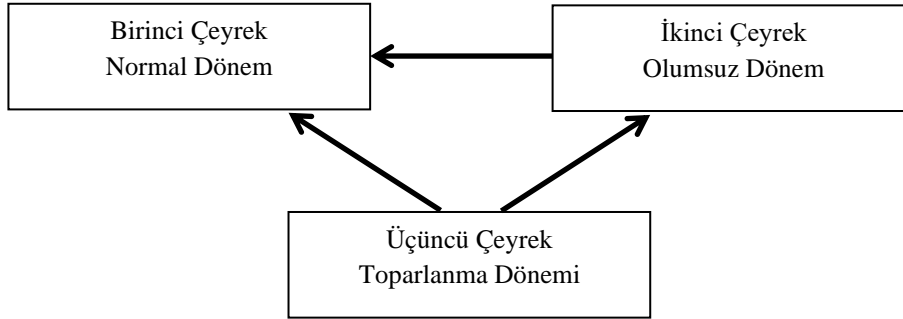 Birinci Çeyrek
Normal Dönem
İkinci Çeyrek
Olumsuz Dönem
Üçüncü Çeyrek
Toparlanma Dönemi